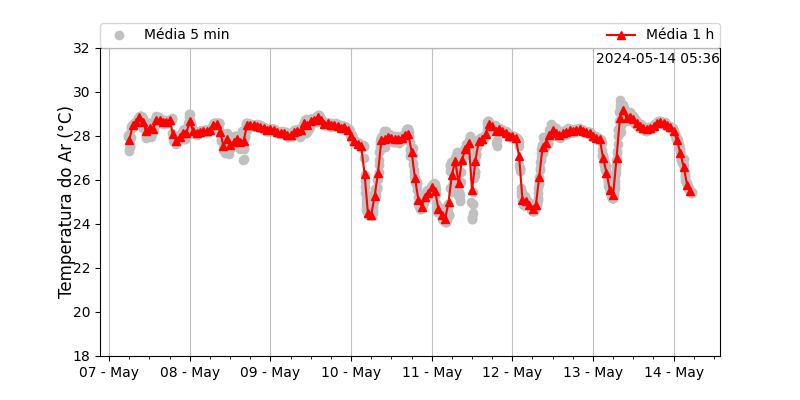 Média 5 min
Média 1 h
2024-05-14 05:36
Temperatura do Ar (°C)
32
30
28
26
24
22
20
18
07 - May
08 - May
09 - May
10 - May
11 - May
12 - May
13 - May
14 - May